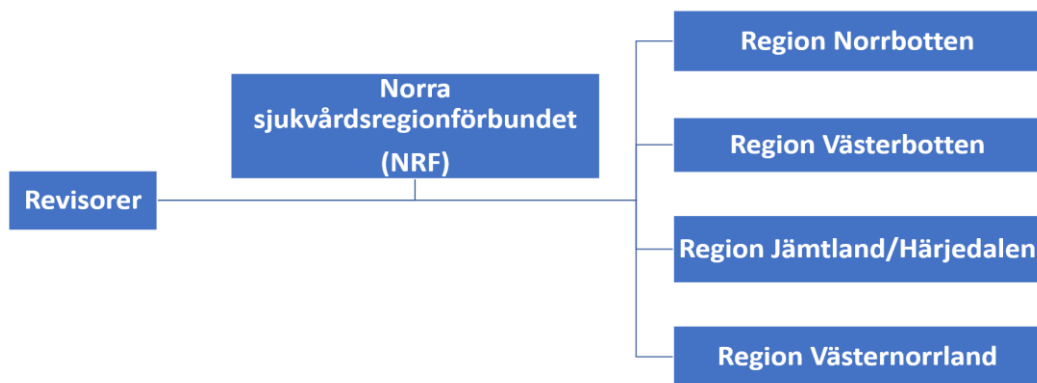 Revisorer
Norra
sjukvårdsregionförbundet
(NRF)
Region Norrbotten
Region Västerbotten
Region Jämtland/Härjedalen
Region Västernorrland